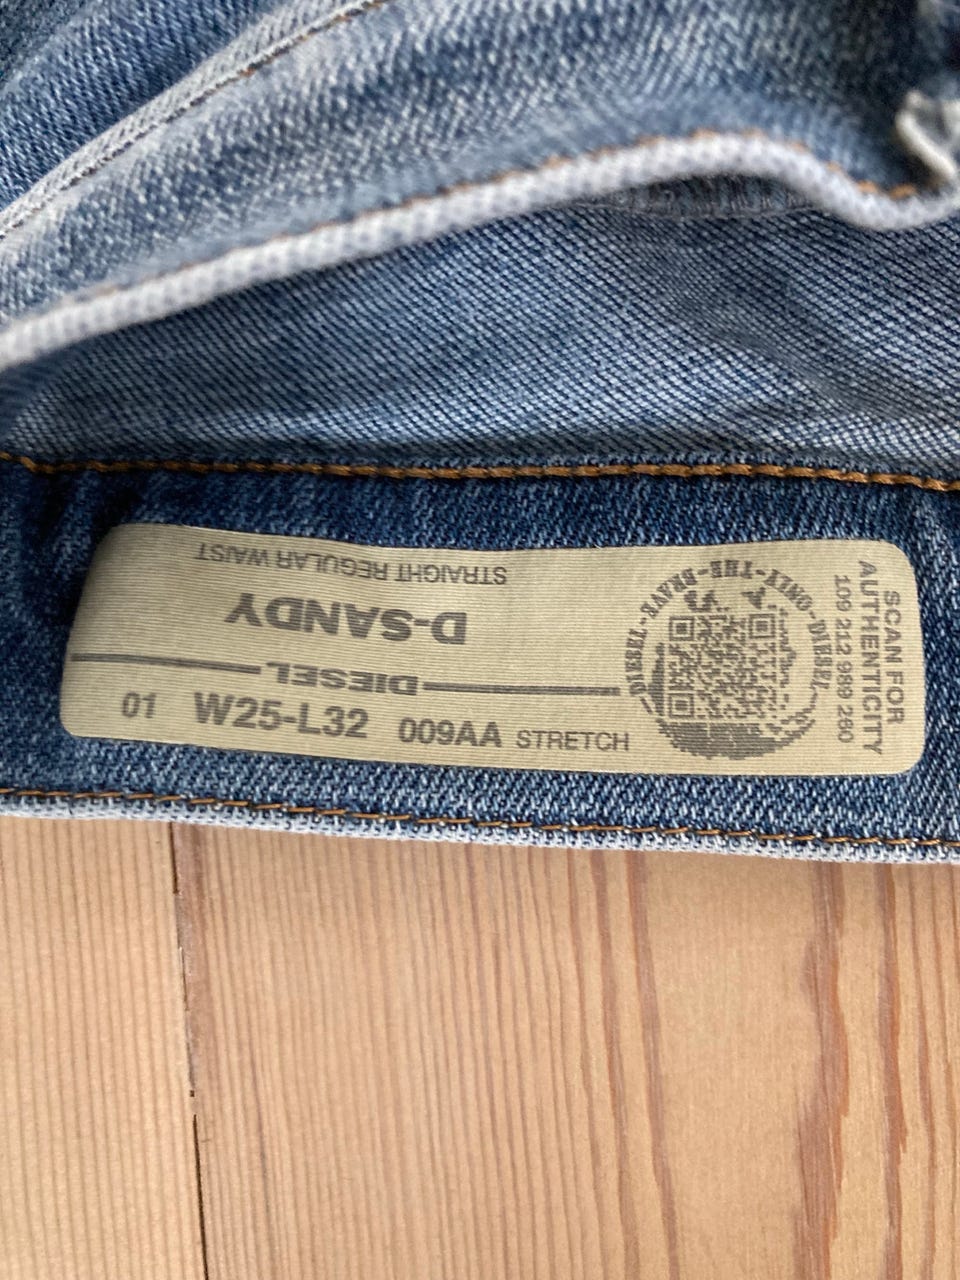 STRAIGHT REGULAR WAIST
D-SANDY
DIESEL
01 W25-L32 009AA STRETCH
DIESEL-ONLY-THE-BRAVE-DIESEL
SCAN FOR
AUTHENTICITY
109 212 989 260